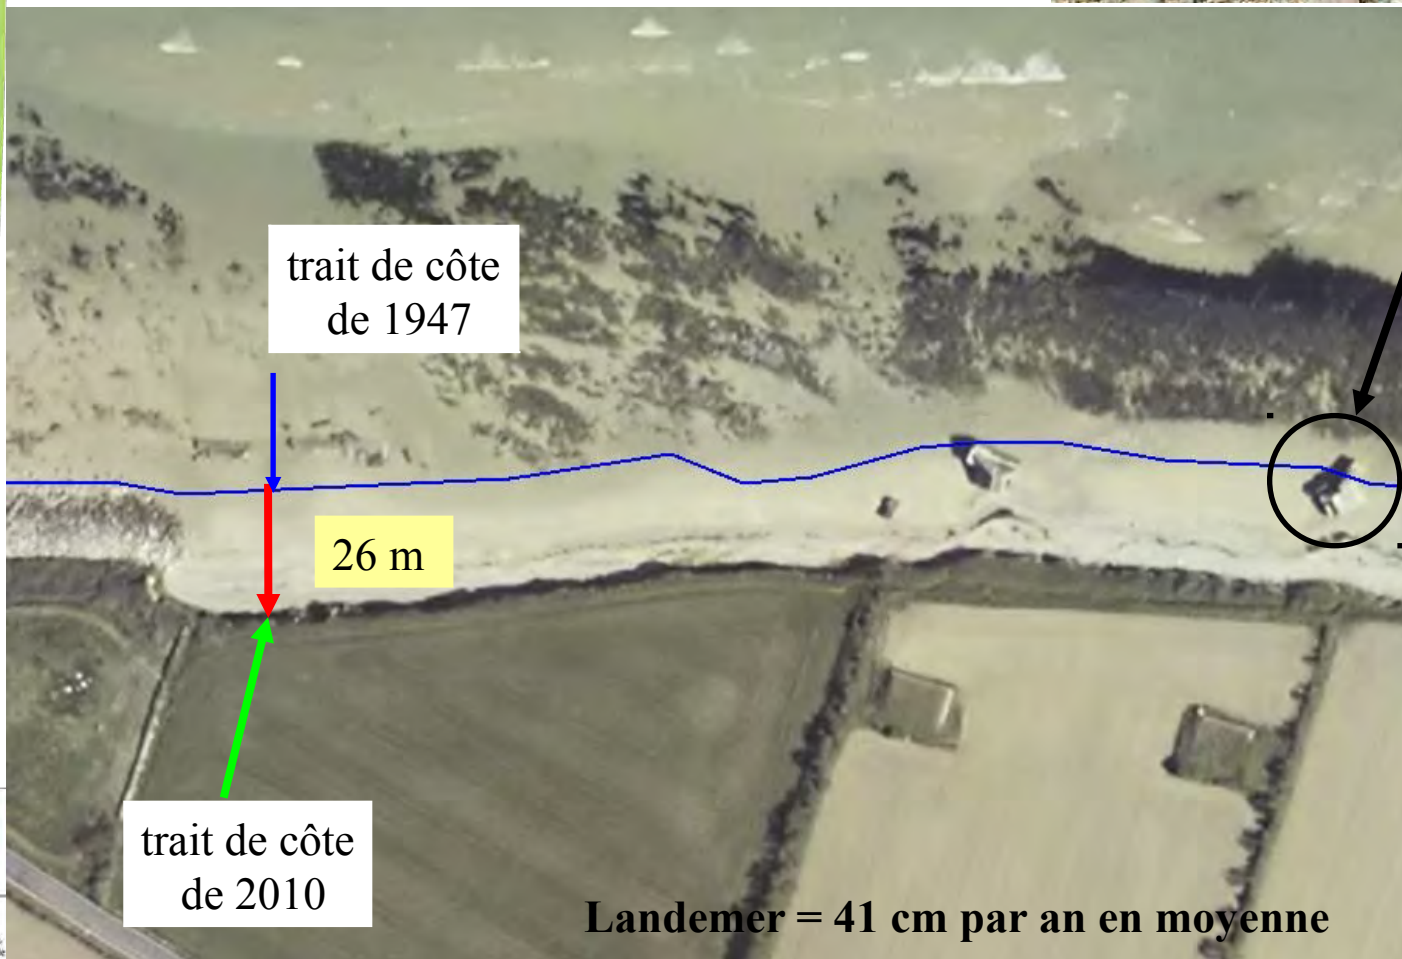 trait de côte
de 1947
26 m
trait de côte
de 2010
Landemer = 41 cm par an en moyenne